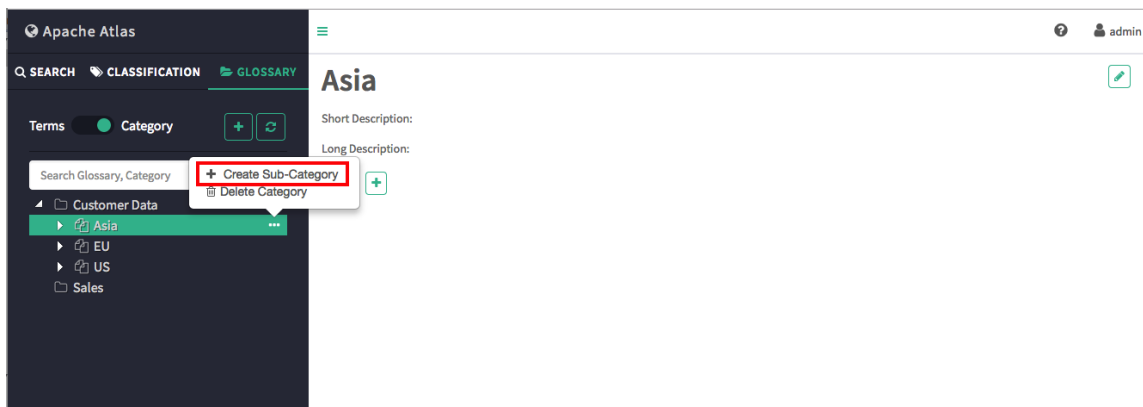 Apache Atlas
admin
SEARCH CLASSIFICATION GLOSSARY
Asia
Terms Category
Short Description:
Long Description:
Search Glossary, Category
Create Sub-Category
Delete Category
Customer Data
Asia
EU
US
Sales